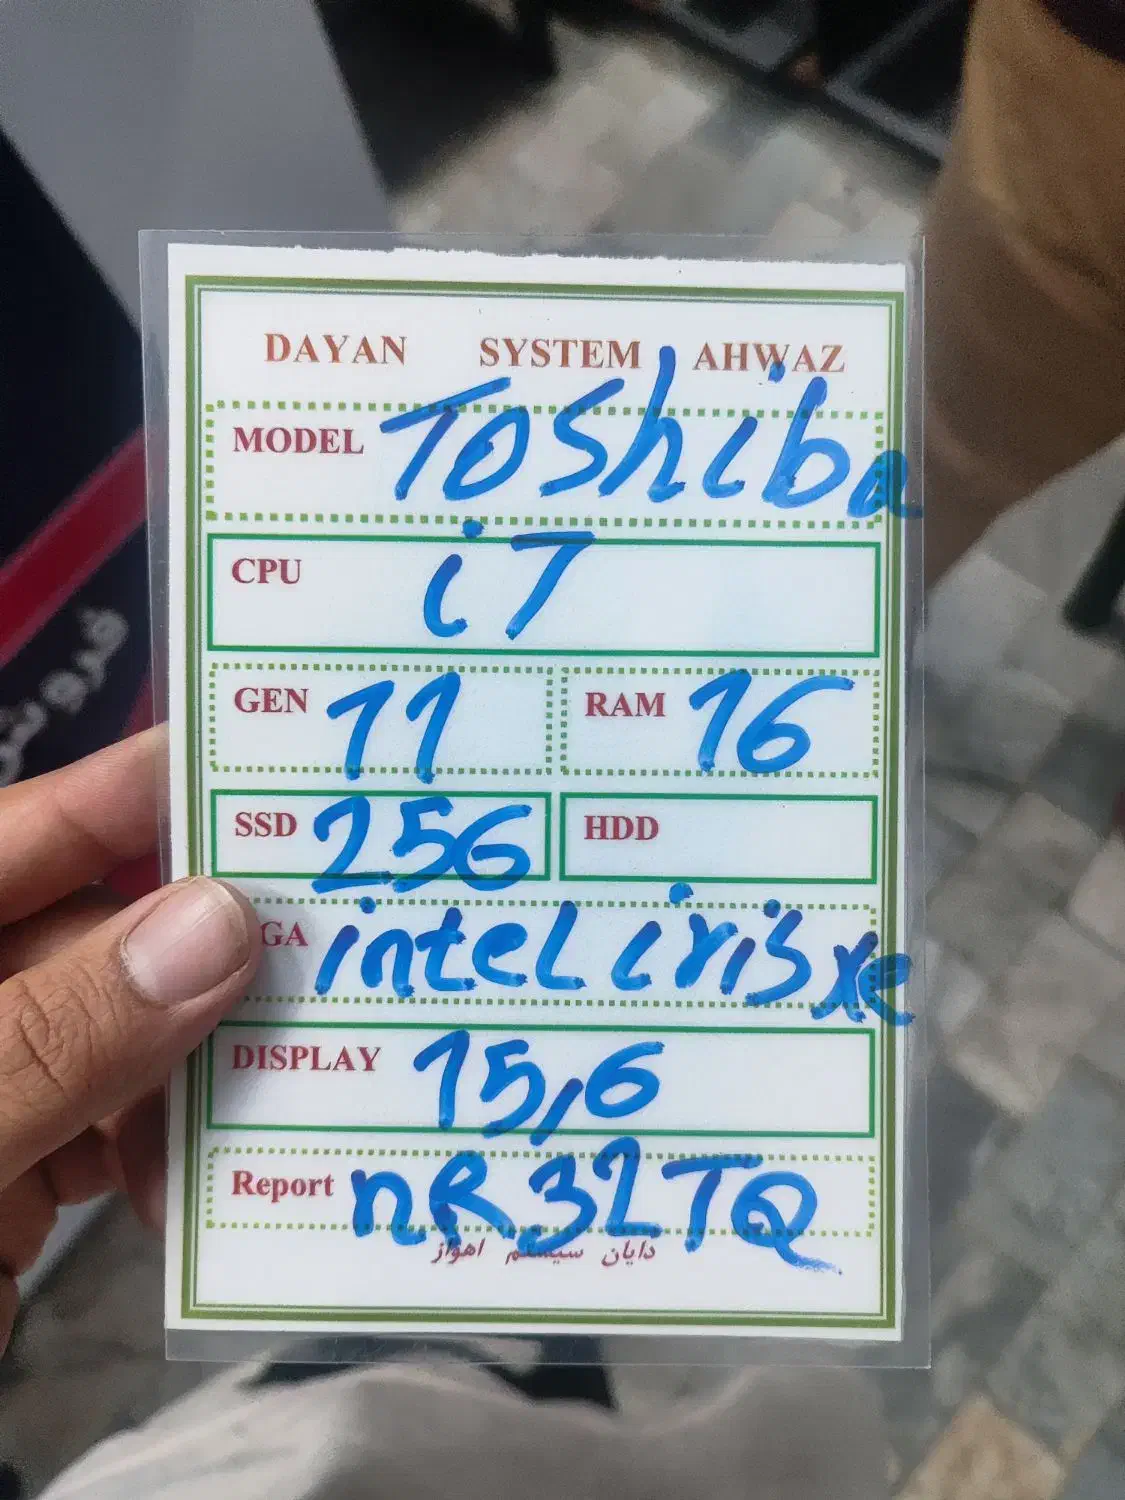 DAYAN SYSTEM AHWAZ
MODEL Toshiba
CPU i7
GEN 11 RAM 16
SSD 256 HDD
GA intel iris xe
DISPLAY 15,6
Report nR32TQ
دایان سیستم اهواز